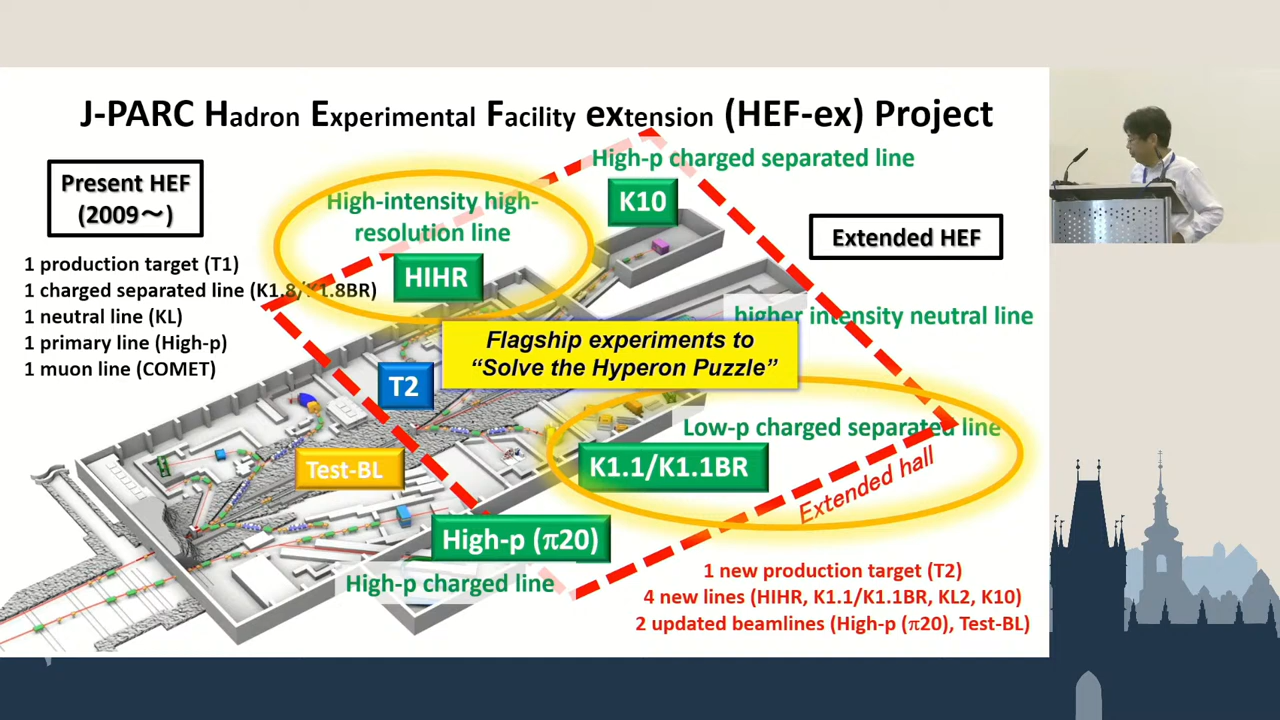 J-PARC Hadron Experimental Facility extension (HEF-ex) Project
Present HEF
(2009~)
1 production target (T1)
1 charged separated line (K1.8/K1.8BR)
1 neutral line (KL)
1 primary line (High-p)
1 muon line (COMET)
High-intensity high-
resolution line
HIHR
High-p charged separated line
K10
Extended HEF
higher intensity neutral line
Flagship experiments to
“Solve the Hyperon Puzzle”
T2
Low-p charged separated line
K1.1/K1.1BR
Extended hall
Test-BL
High-p (π20)
High-p charged line
1 new production target (T2)
4 new lines (HIHR, K1.1/K1.1BR, KL2, K10)
2 updated beamlines (High-p (π20), Test-BL)